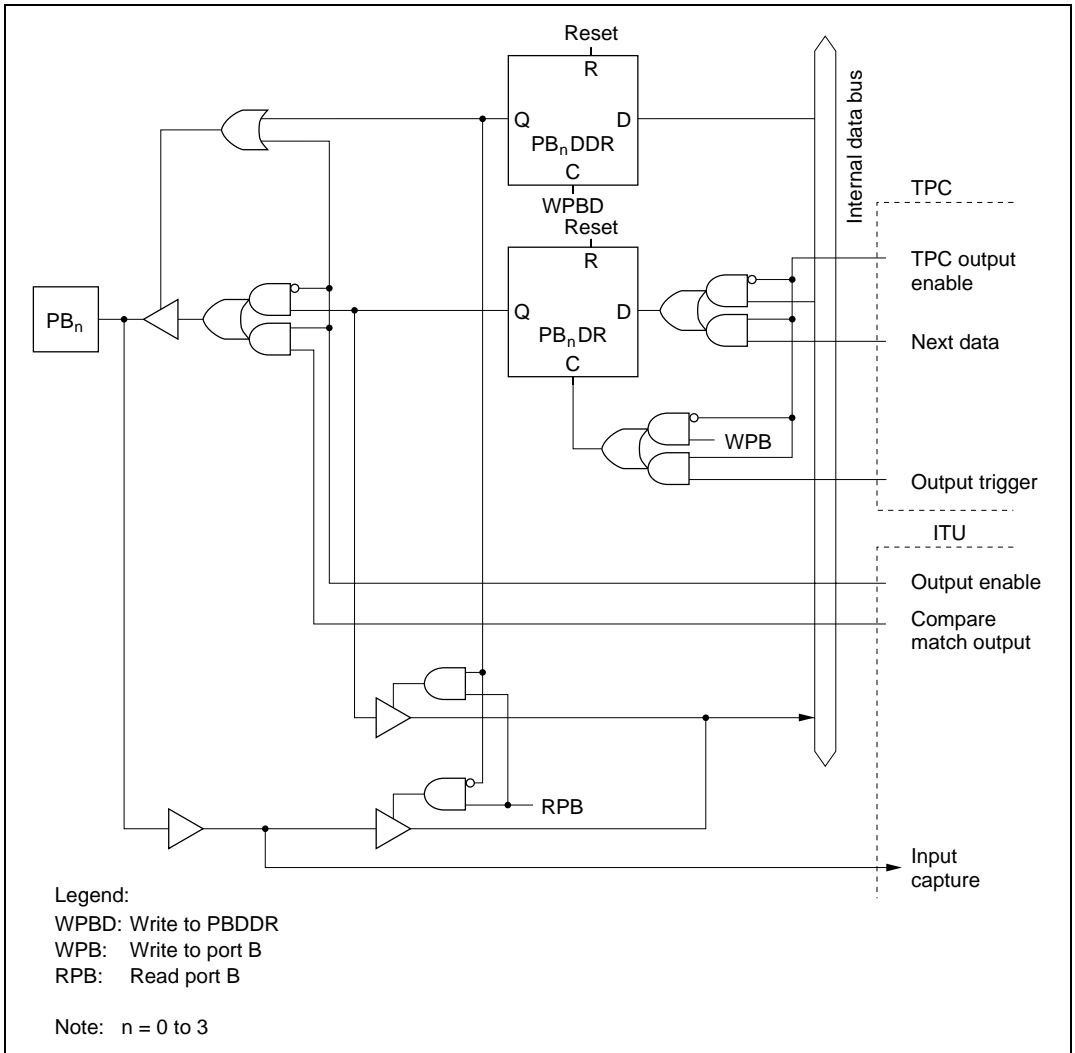 Reset
R
Q
D
PBnDDR
C
WPBD
Internal data bus
TPC
Reset
R
TPC output
enable
PBn
Q
D
PBnDR
C
Next data
WPB
Output trigger
ITU
Output enable
Compare
match output
RPB
Input
capture
Legend:
WPBD: Write to PBDDR
WPB: Write to port B
RPB: Read port B
Note: n = 0 to 3